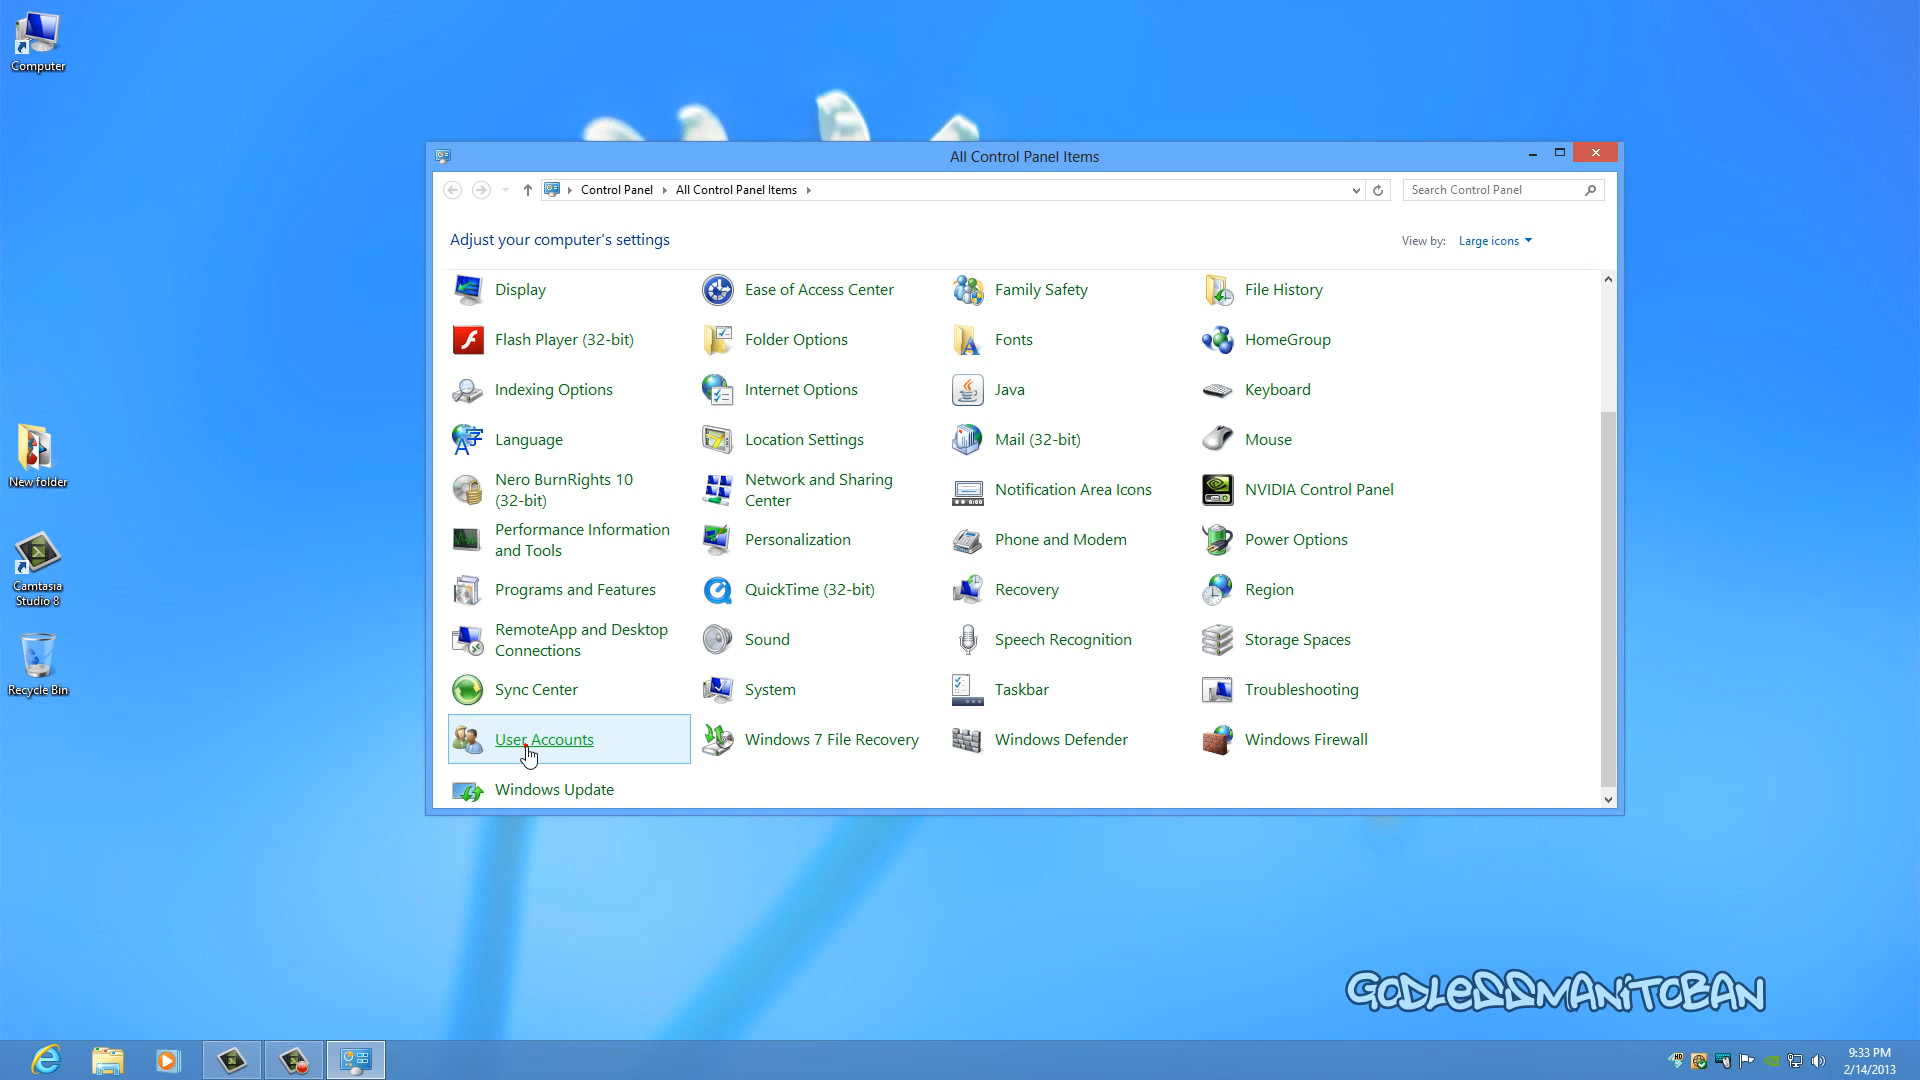 Computer
All Control Panel Items
Control Panel
All Control Panel Items
Search Control Panel
Adjust your computer's settings
View by:
Large icons
Display
Ease of Access Center
Family Safety
File History
Flash Player (32-bit)
Folder Options
Fonts
HomeGroup
Indexing Options
Internet Options
Java
Keyboard
Language
Location Settings
Mail (32-bit)
Mouse
Nero BurnRights 10
(32-bit)
Network and Sharing
Center
Notification Area Icons
NVIDIA Control Panel
Performance Information
and Tools
Personalization
Phone and Modem
Power Options
Programs and Features
QuickTime (32-bit)
Recovery
Region
RemoteApp and Desktop
Connections
Sound
Speech Recognition
Storage Spaces
Sync Center
System
Taskbar
Troubleshooting
User Accounts
Windows 7 File Recovery
Windows Defender
Windows Firewall
Windows Update
New folder
Camtasia
Studio 8
Recycle Bin
GODLESSMANITOBAN
9:33 PM
2/14/2013